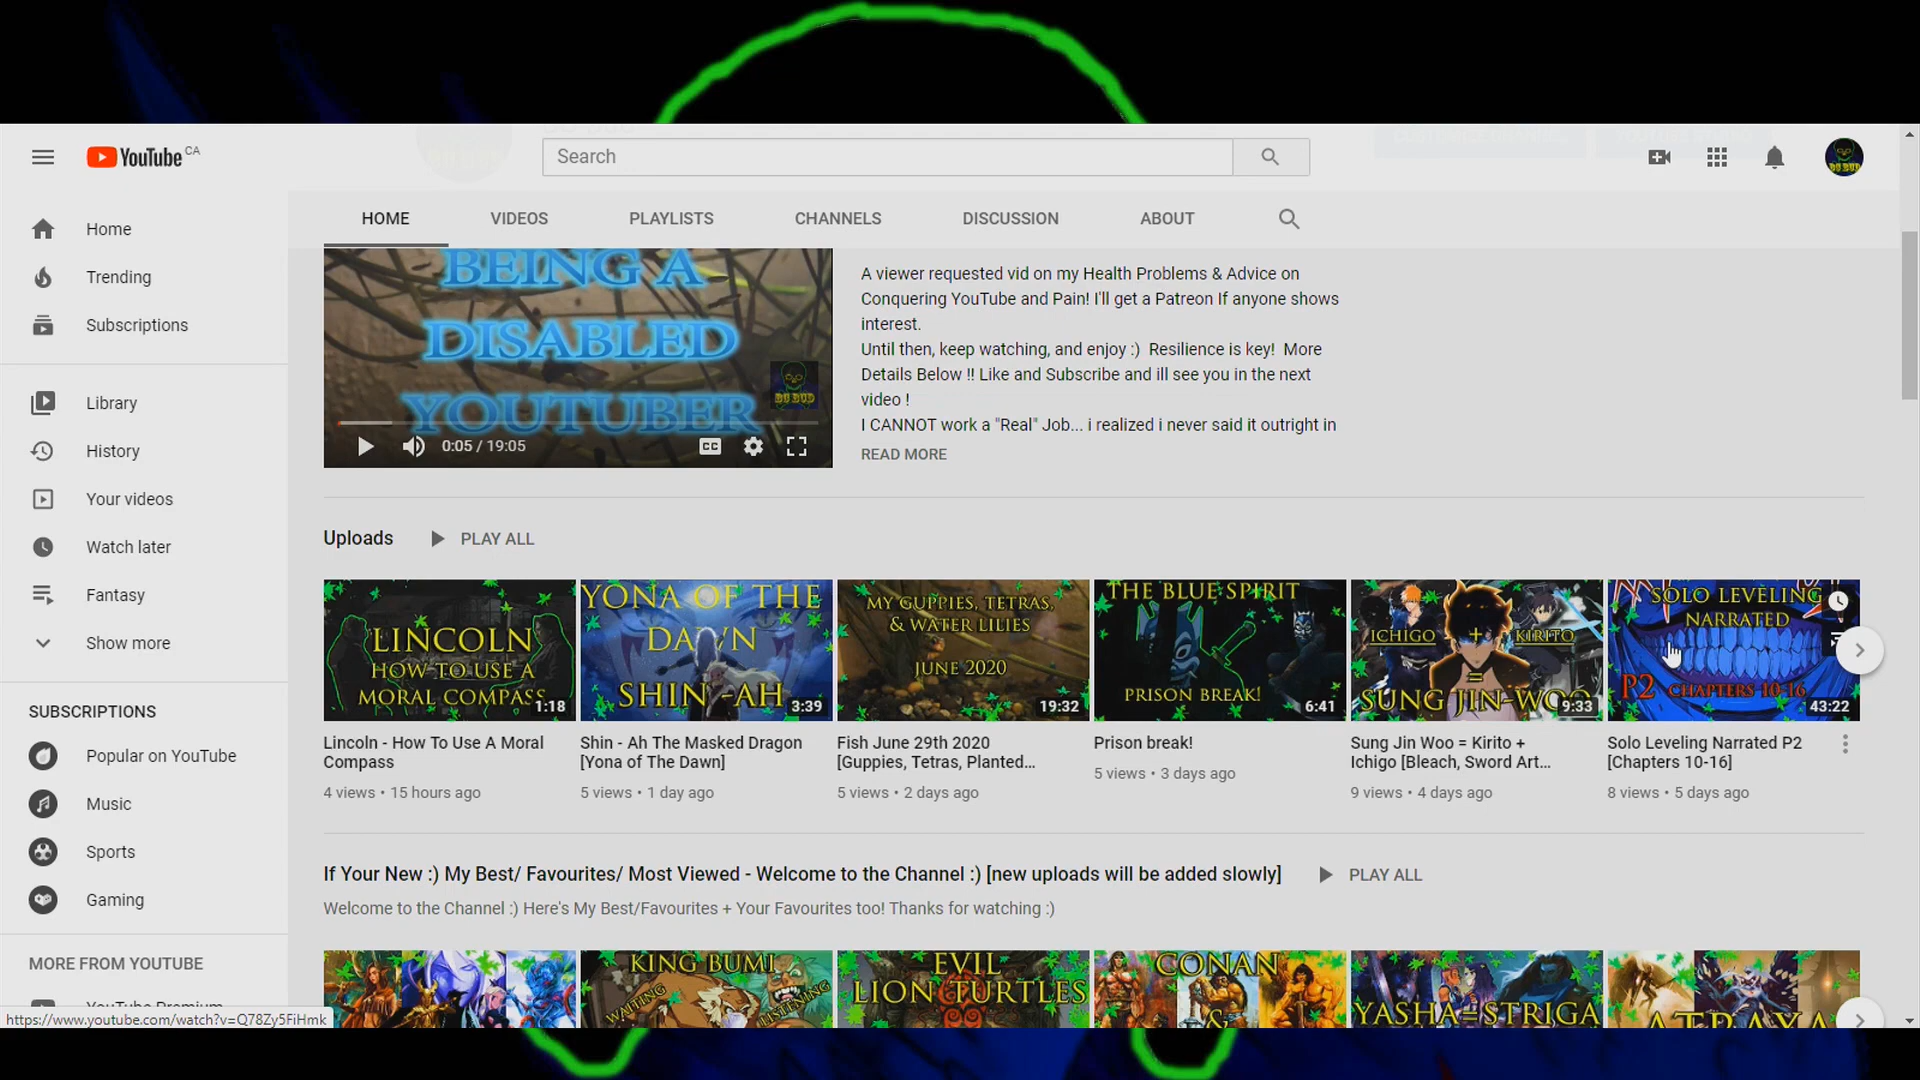 YouTube CA
Search
HOME
VIDEOS
PLAYLISTS
CHANNELS
DISCUSSION
ABOUT
Home
Trending
Subscriptions
Library
History
Your videos
Watch later
Fantasy
Show more
SUBSCRIPTIONS
Popular on YouTube
Music
Sports
Gaming
MORE FROM YOUTUBE
YouTube Premium
https://www.youtube.com/watch?v=Q78Zy5FiHmk
BEING A
DISABLED
YOUTUBER
BU BUD
0:05 / 19:05
CC
A viewer requested vid on my Health Problems & Advice on
Conquering YouTube and Pain! I'll get a Patreon If anyone shows
interest.
Until then, keep watching, and enjoy :) Resilience is key! More
Details Below !! Like and Subscribe and ill see you in the next
video !
I CANNOT work a "Real" Job... i realized i never said it outright in
READ MORE
Uploads
PLAY ALL
LINCOLN
HOW TO USE A
MORAL COMPASS
1:18
Lincoln - How To Use A Moral
Compass
4 views • 15 hours ago
YONA OF THE
DAWN
SHIN -AH
3:39
Shin - Ah The Masked Dragon
[Yona of The Dawn]
5 views • 1 day ago
MY GUPPIES, TETRAS,
& WATER LILIES
JUNE 2020
19:32
Fish June 29th 2020
[Guppies, Tetras, Planted...
5 views • 2 days ago
THE BLUE SPIRIT
PRISON BREAK!
6:41
Prison break!
5 views • 3 days ago
ICHIGO + KIRITO
=
SUNG JIN-WOO
9:33
Sung Jin Woo = Kirito +
Ichigo [Bleach, Sword Art...
9 views • 4 days ago
SOLO LEVELING
NARRATED
P2 CHAPTERS 10-16
43:22
Solo Leveling Narrated P2
[Chapters 10-16]
8 views • 5 days ago
If Your New :) My Best/ Favourites/ Most Viewed - Welcome to the Channel :) [new uploads will be added slowly]
PLAY ALL
Welcome to the Channel :) Here's My Best/Favourites + Your Favourites too! Thanks for watching :)
KING BUMI
WAITING
LISTENING
EVIL
LION TURTLES
CONAN
&
YASHA=STRIGA
ATRAXA